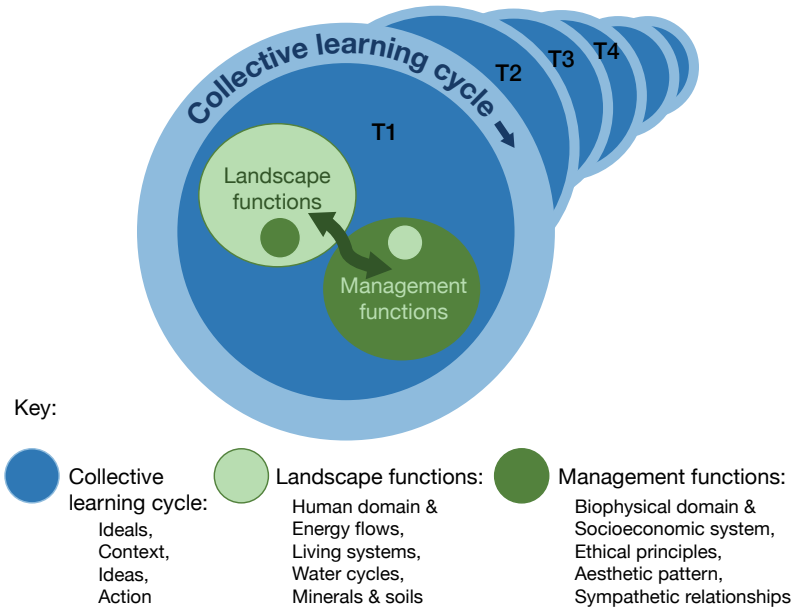 Collective learning cycle
T1
T2
T3
T4
Landscape
functions
Management
functions
Key:
Collective
learning cycle:
Ideals,
Context,
Ideas,
Action
Landscape functions:
Human domain &
Energy flows,
Living systems,
Water cycles,
Minerals & soils
Management functions:
Biophysical domain &
Socioeconomic system,
Ethical principles,
Aesthetic pattern,
Sympathetic relationships